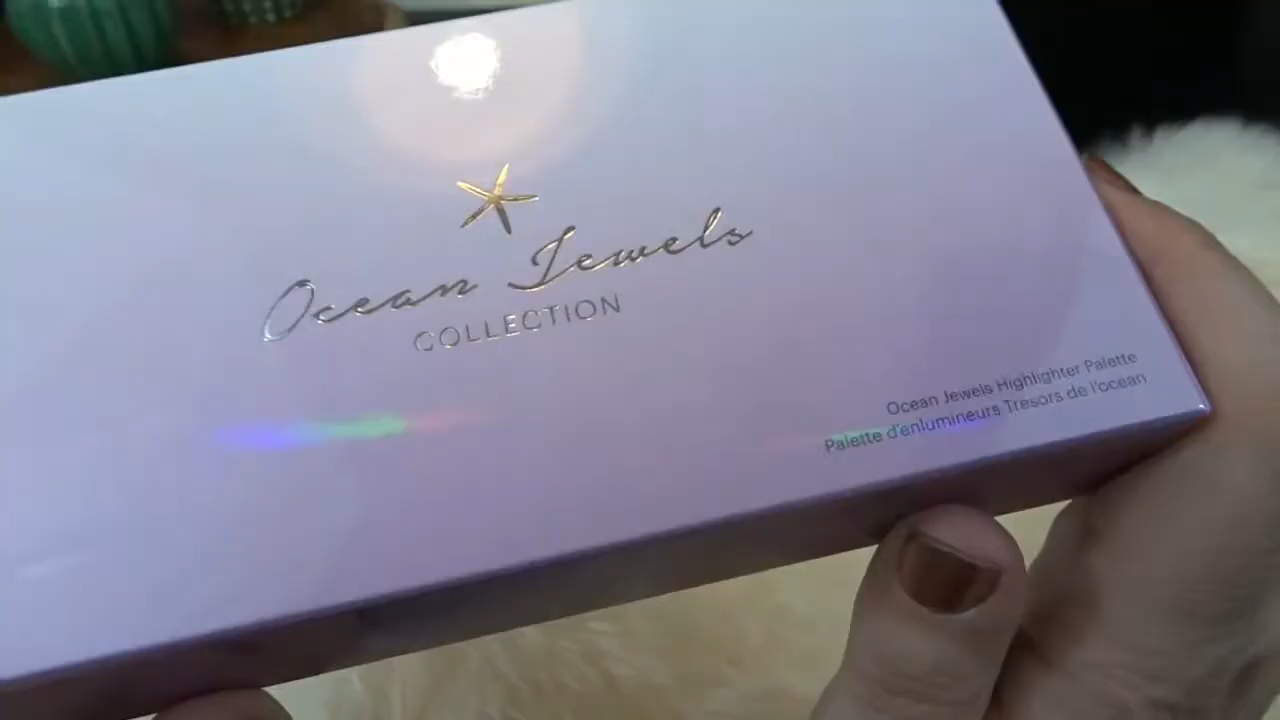 Ocean Jewels
COLLECTION
Ocean Jewels Highlighter Palette
Palette d'enlumineurs Tresors de l'ocean